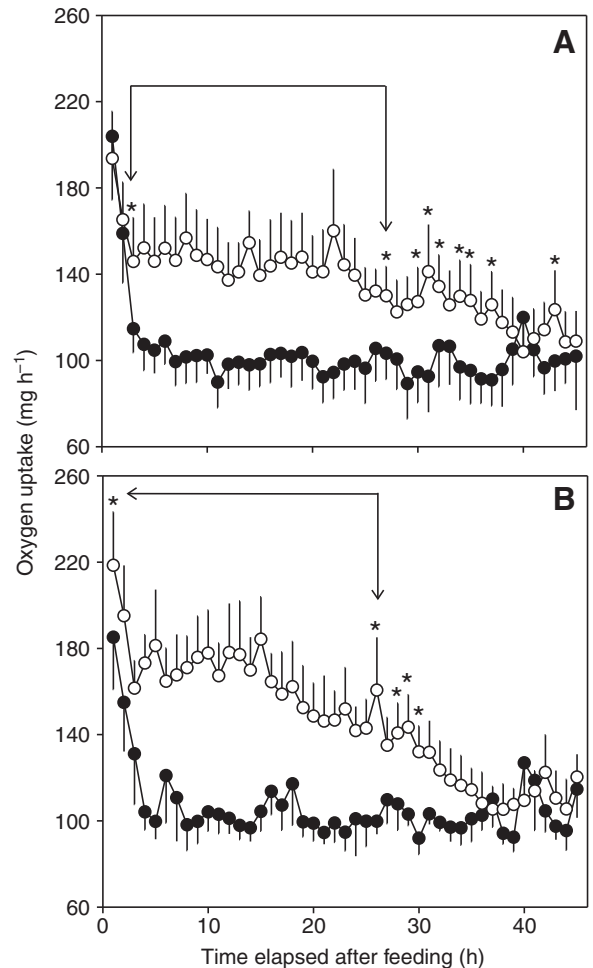 260
A
220
*
180
* * * * * * * * *
140
100
60
Oxygen uptake (mg h–1)
260
B
*
220
180
* * * *
140
100
60
0 10 20 30 40
Time elapsed after feeding (h)